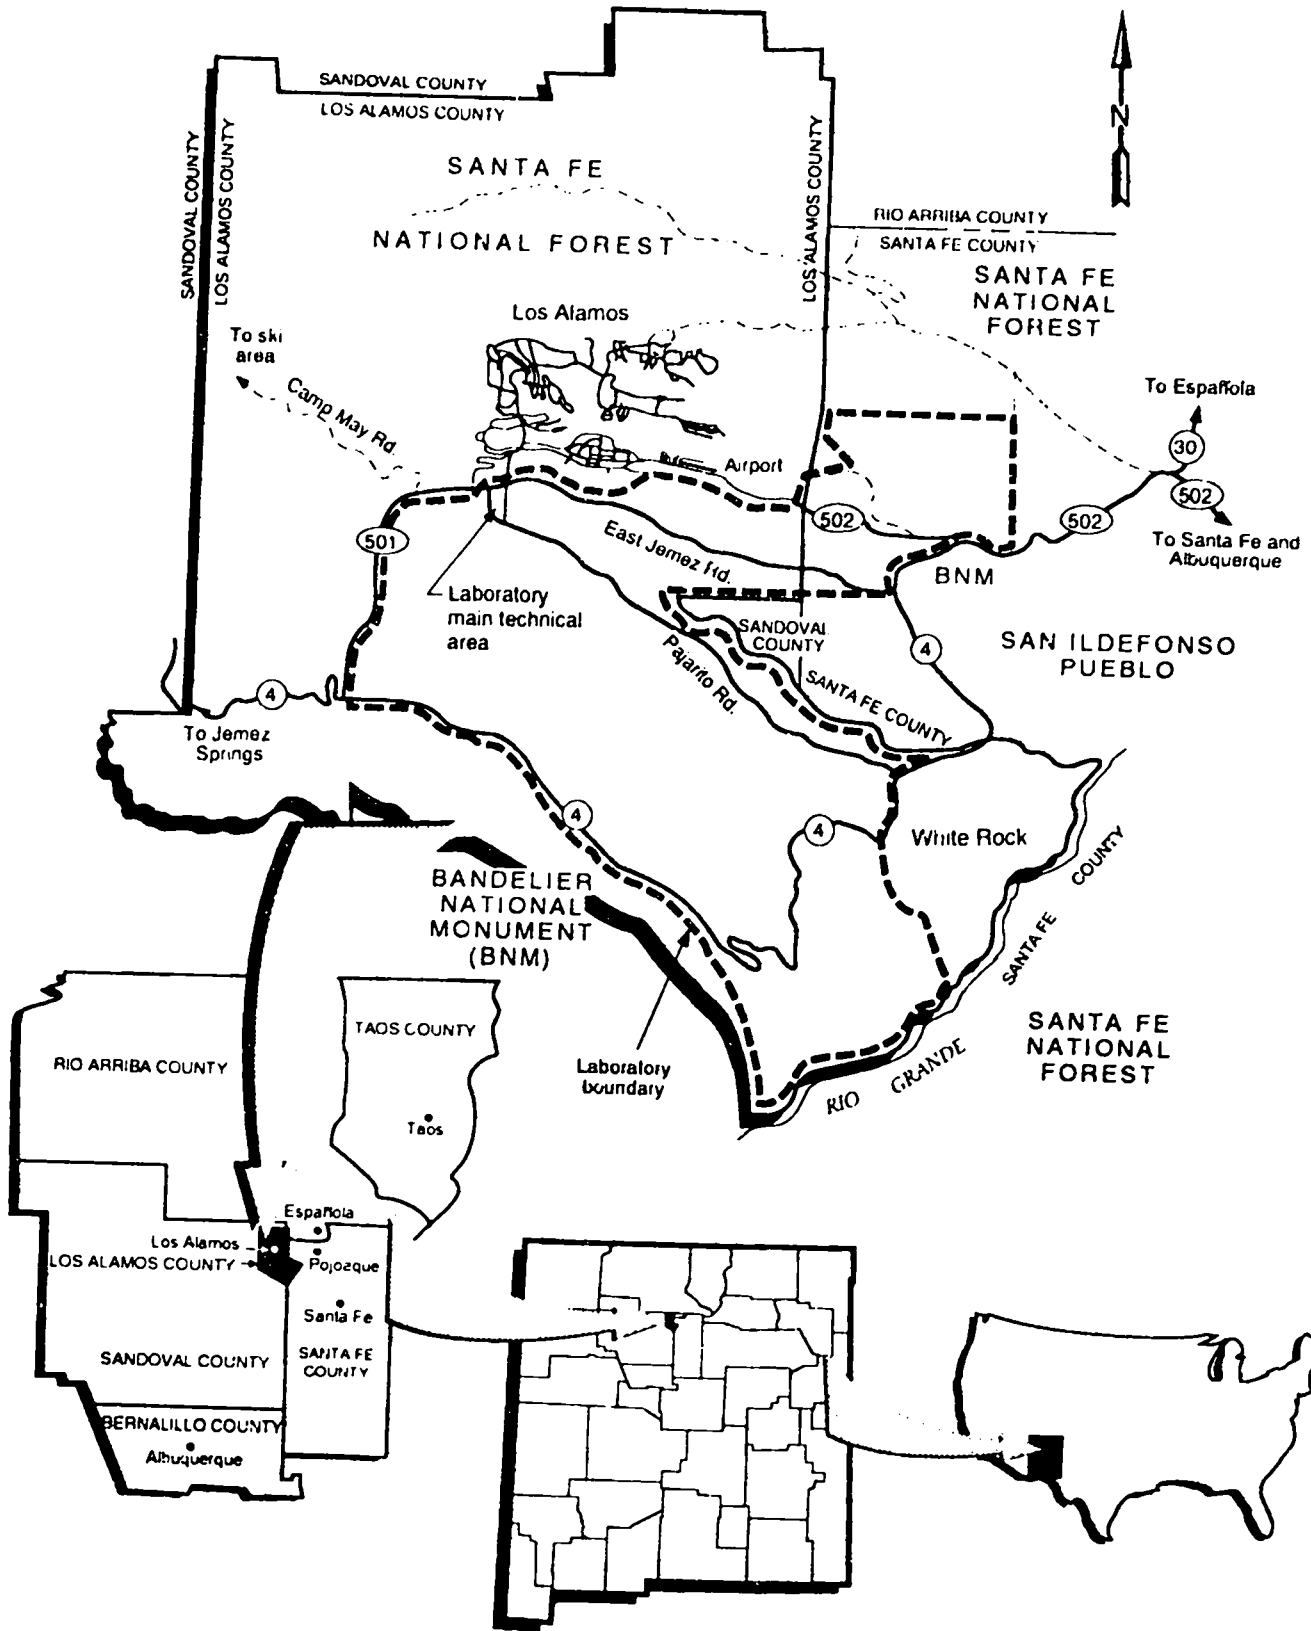 SANDOVAL COUNTY
LOS ALAMOS COUNTY
SANDOVAL COUNTY
LOS ALAMOS COUNTY
LOS ALAMOS COUNTY
N
SANTA FE
NATIONAL FOREST
RIO ARRIBA COUNTY
SANTA FE COUNTY
SANTA FE
NATIONAL
FOREST
Los Alamos
To ski
area
Camp May Rd.
To Española
30
502
To Santa Fe and
Albuquerque
Airport
502
502
501
East Jemez Rd.
BNM
Laboratory
main technical
area
SANDOVAL
COUNTY
4
SAN ILDEFONSO
PUEBLO
Pajarito Rd.
SANTA FE COUNTY
4
To Jemez
Springs
4
4
White Rock
SANTA FE COUNTY
BANDELIER
NATIONAL
MONUMENT
(BNM)
Laboratory
boundary
RIO GRANDE
SANTA FE
NATIONAL
FOREST
TAOS COUNTY
RIO ARRIBA COUNTY
Taos
Española
Los Alamos
LOS ALAMOS COUNTY
Pojoaque
Santa Fe
SANDOVAL COUNTY
SANTA FE
COUNTY
BERNALILLO COUNTY
Albuquerque